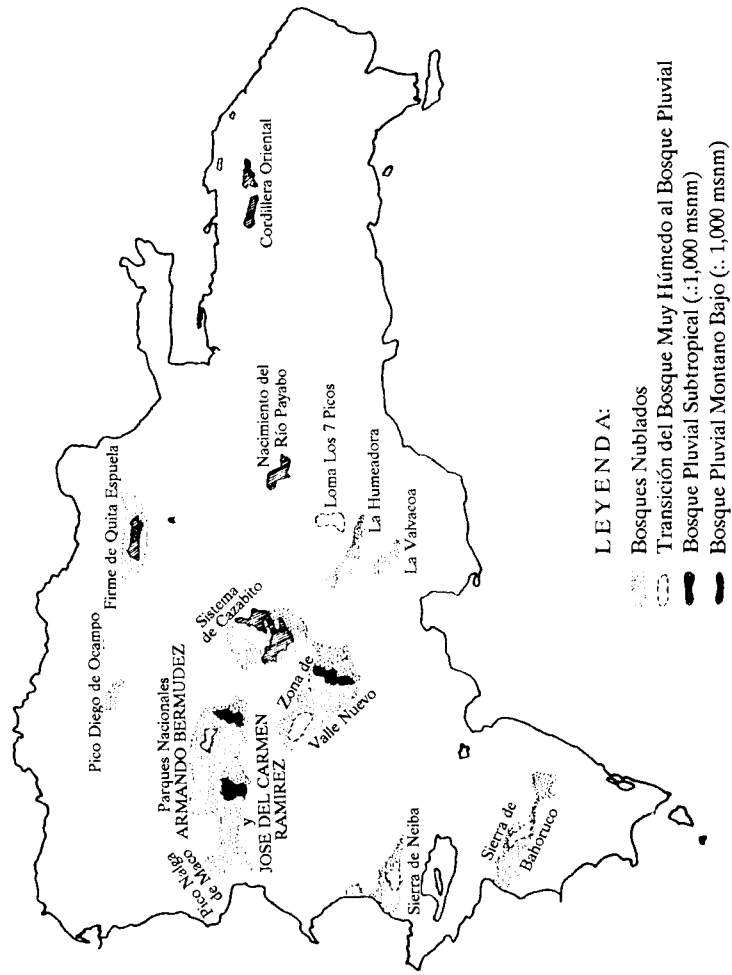 Pico Diego de Ocampo
Firme de Quita Espuela
Cordillera Oriental
Parques Nacionales
ARMANDO BERMUDEZ
y
JOSE DEL CARMEN
RAMIREZ
Pico Nalga
de Maco
Sistema
de Cazabito
Nacimiento del
Río Payabo
Zona de
Valle Nuevo
Loma Los 7 Picos
La Humeadora
La Valvacoa
Sierra de Neiba
Sierra de
Bahoruco
LEYENDA:
Bosques Nublados
Transición del Bosque Muy Húmedo al Bosque Pluvial
Bosque Pluvial Subtropical (.:1,000 msnm)
Bosque Pluvial Montano Bajo (:. 1,000 msnm)